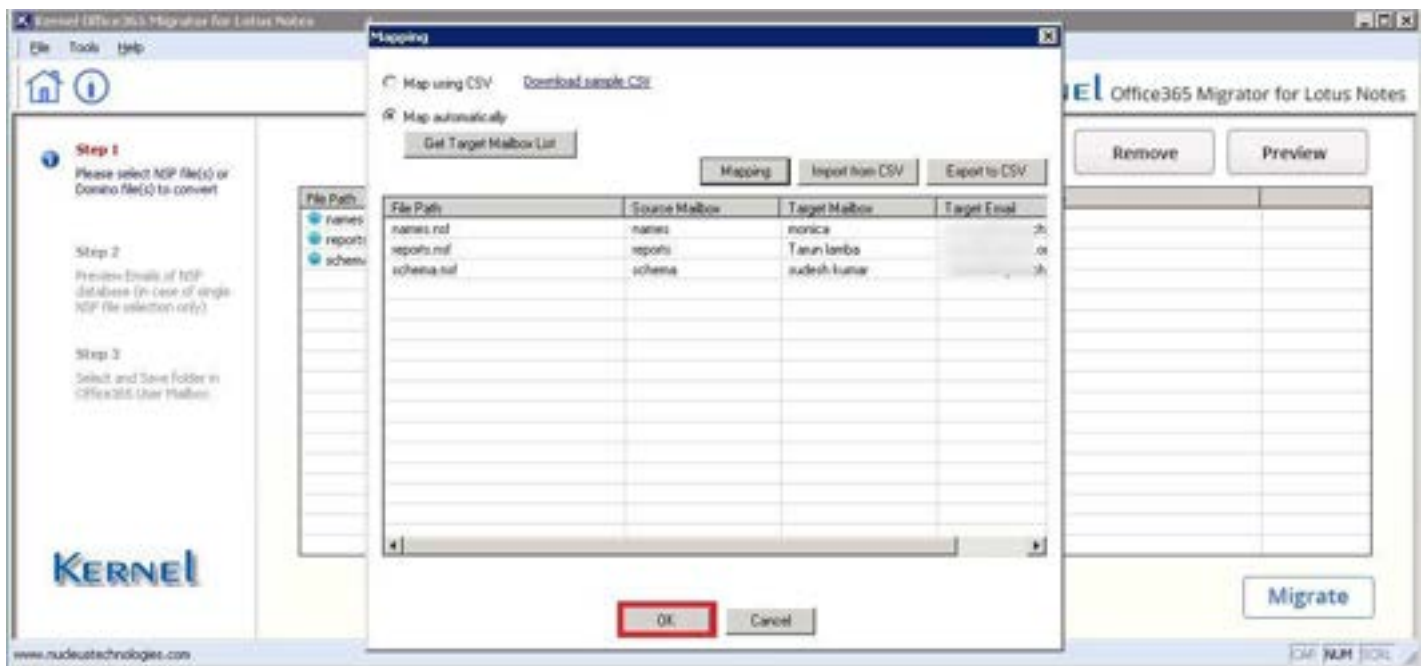 Kernel Office365 Migrator for Lotus Notes
File Tools Help
Mapping
Map using CSV Download sample CSV
Map automatically
Get Target Mailbox List
Mapping Import from CSV Export to CSV
File Path Source Mailbox Target Mailbox Target Email
names.nsf names monica
reports.nsf reports Tarun lamba
schema.nsf schema sudesh kumar
OK Cancel
Office365 Migrator for Lotus Notes
Remove Preview
Step 1
Please select NSF file(s) or
Domino file(s) to convert
Step 2
Preview Emails of NSF
database (in case of single
NSF file selection only)
Step 3
Select and Save Folder in
Office365 User Mailbox
File Path
names
reports
schema
KERNEL
Migrate
www.nucleustechnologies.com
CAP NUM SCRL